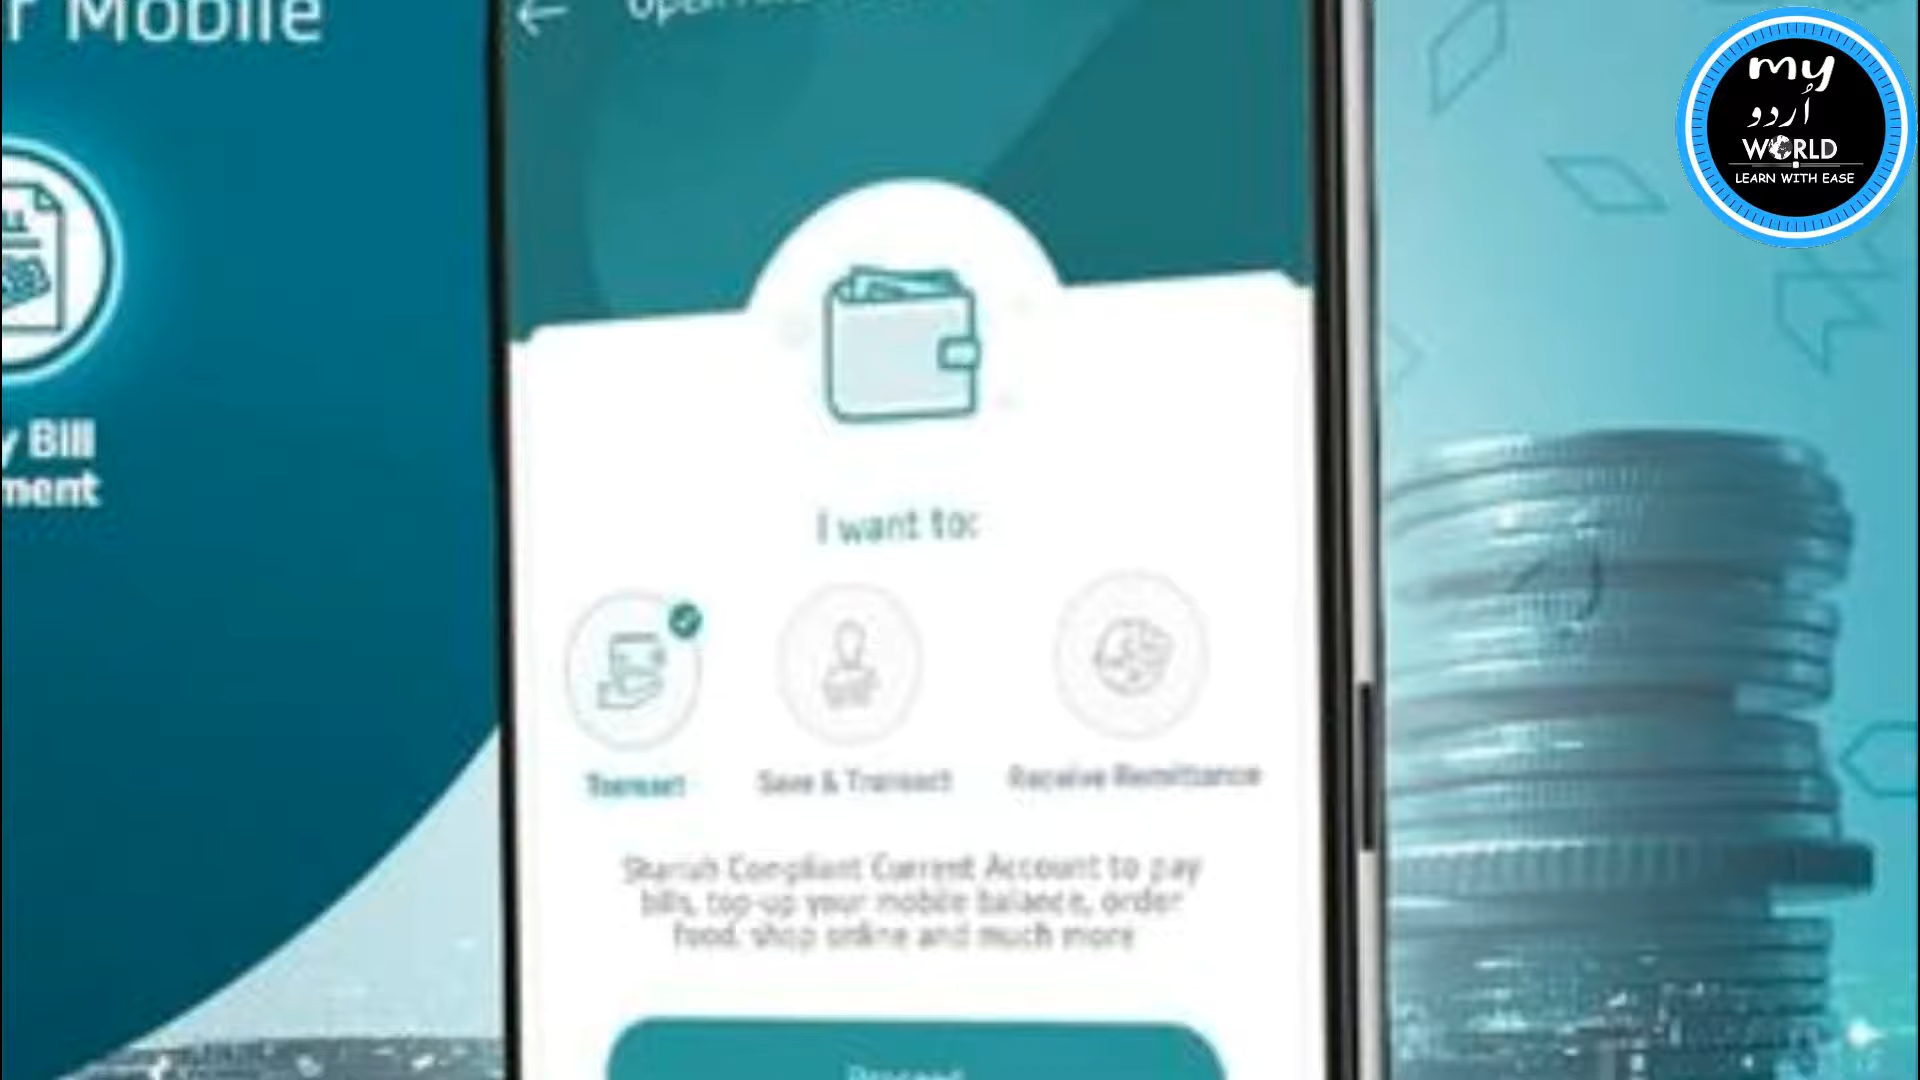 r Mobile
my
اُردو
WORLD
LEARN WITH EASE
y Bill
ment
I want to:
Transact
Save & Transact
Receive Remittance
Shariah Compliant Current Account to pay
bills, top-up your mobile balance, order
food, shop online and much more
Proceed